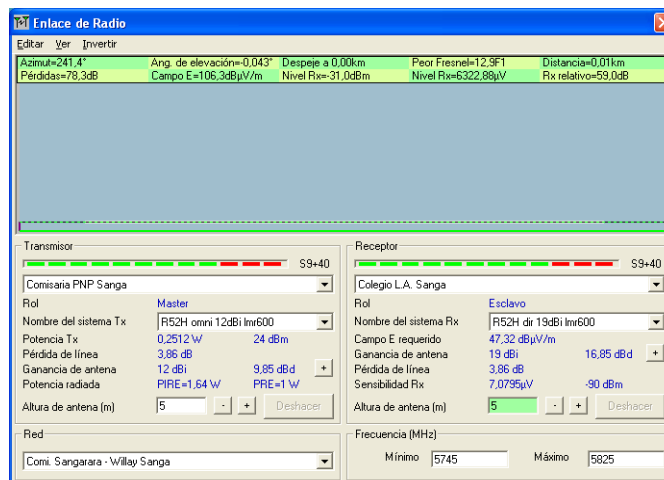 Enlace de Radio
Editar Ver Invertir
Azimut=241,4° Ang. de elevación=-0,043° Despeje a 0,00km Peor Fresnel=12,9F1 Distancia=0,01km
Pérdidas=78,3dB Campo E=106,3dBµV/m Nivel Rx=-31,0dBm Nivel Rx=6322,88µV Rx relativo=59,0dB
Transmisor
S9+40
Comisaria PNP Sanga
Rol Master
Nombre del sistema Tx R52H omni 12dBi lmr600
Potencia Tx 0,2512 W 24 dBm
Pérdida de línea 3,86 dB
Ganancia de antena 12 dBi 9,85 dBd +
Potencia radiada PIRE=1,64 W PRE=1 W
Altura de antena (m) 5 - + Deshacer
Receptor
S9+40
Colegio L.A. Sanga
Rol Esclavo
Nombre del sistema Rx R52H dir 19dBi lmr600
Campo E requerido 47,32 dBµV/m
Ganancia de antena 19 dBi 16,85 dBd +
Pérdida de línea 3,86 dB
Sensibilidad Rx 7,0795µV -90 dBm
Altura de antena (m) 5 - + Deshacer
Red
Comi. Sangarara - Willay Sanga
Frecuencia (MHz)
Mínimo 5745 Máximo 5825